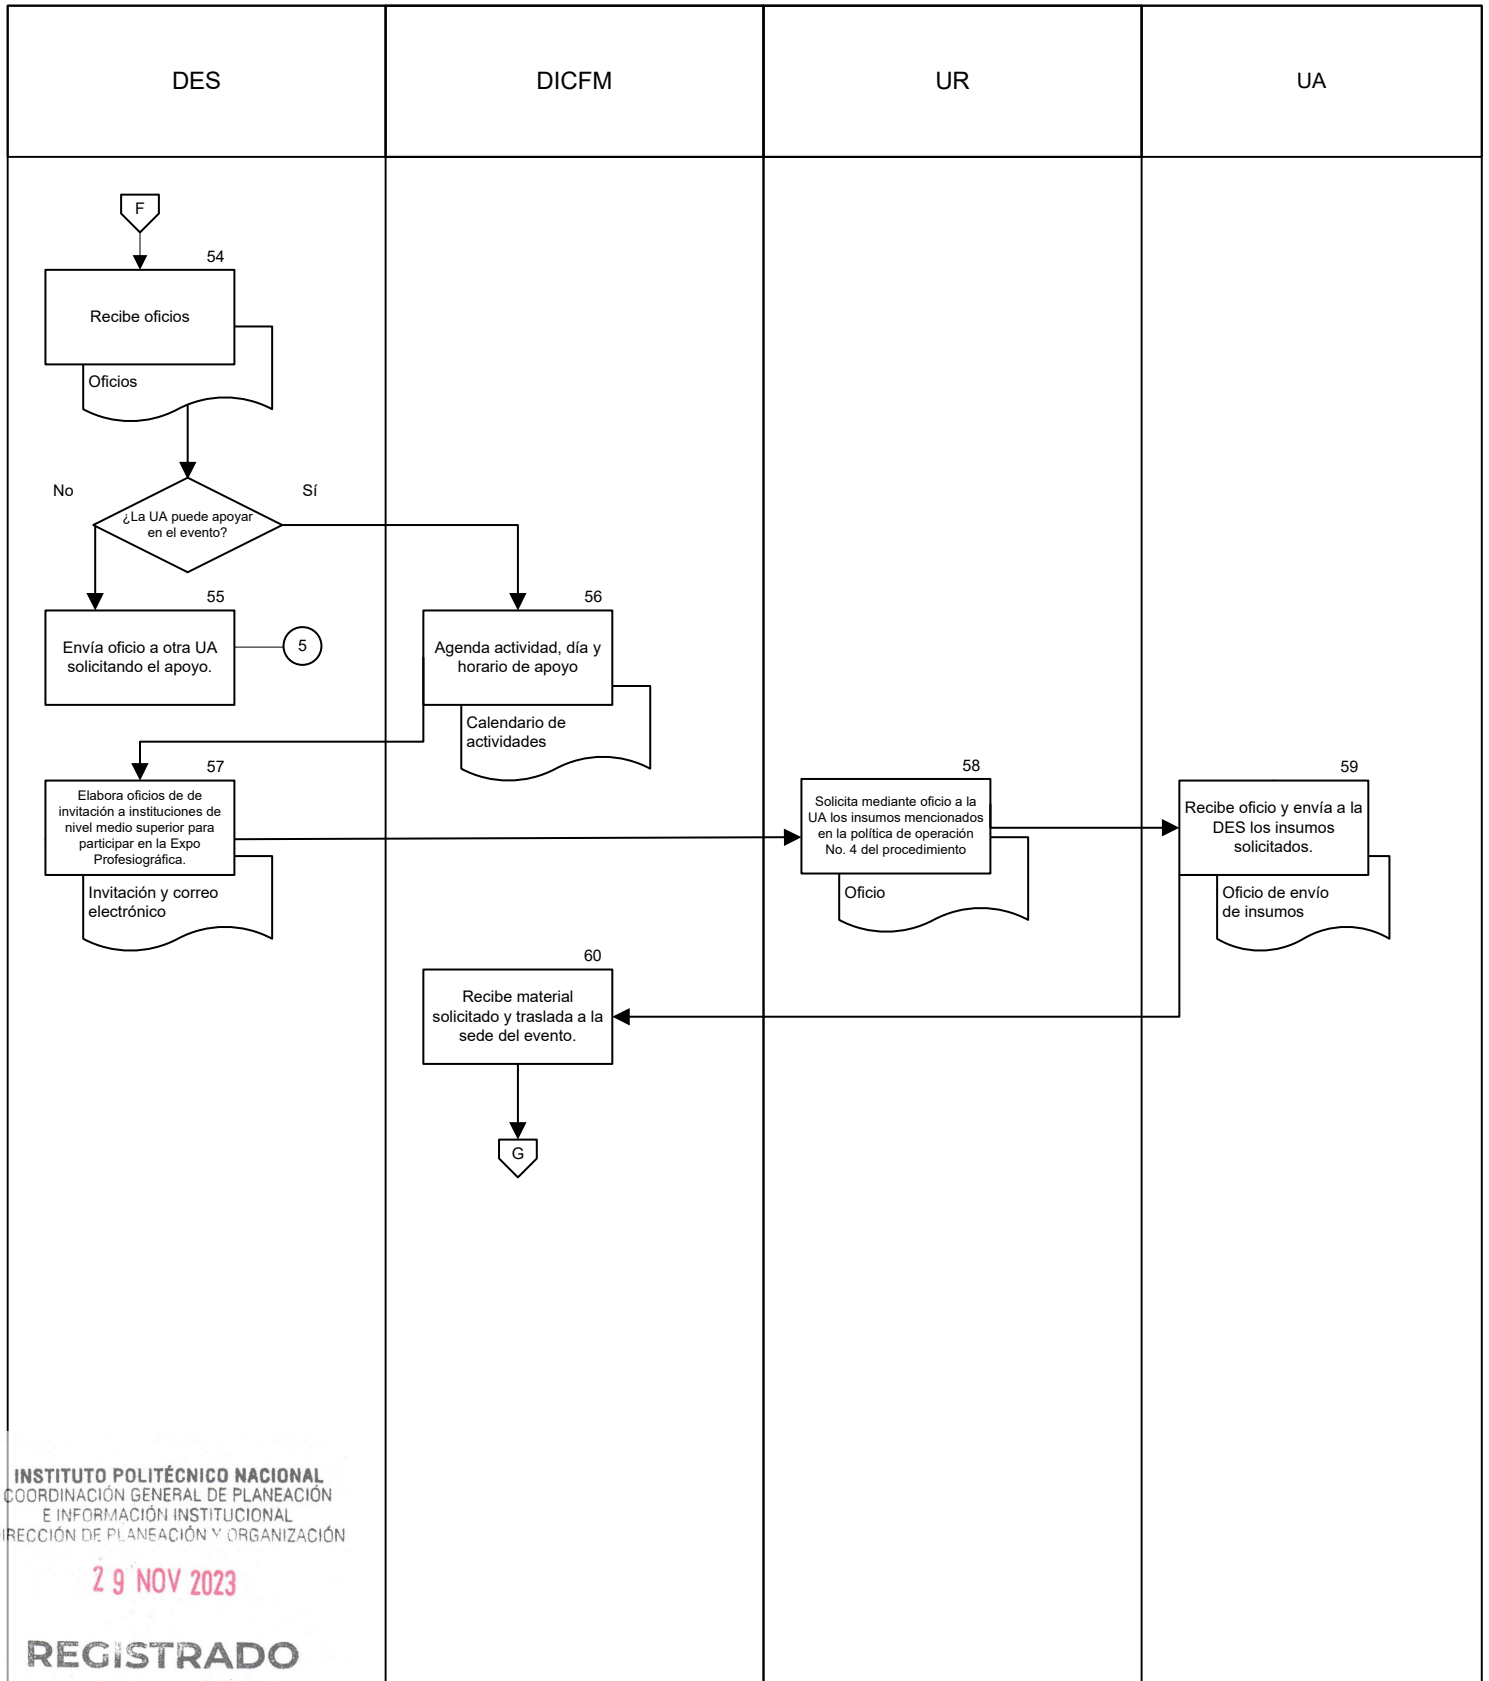 DES
DICFM
UR
UA
F
54
Recibe oficios
Oficios
No
Sí
¿La UA puede apoyar
en el evento?
55
Envía oficio a otra UA
solicitando el apoyo.
5
56
Agenda actividad, día y
horario de apoyo
Calendario de
actividades
57
Elabora oficios de de
invitación a instituciones de
nivel medio superior para
participar en la Expo
Profesiográfica.
Invitación y correo
electrónico
58
Solicita mediante oficio a la
UA los insumos mencionados
en la política de operación
No. 4 del procedimiento
Oficio
59
Recibe oficio y envía a la
DES los insumos
solicitados.
Oficio de envío
de insumos
60
Recibe material
solicitado y traslada a la
sede del evento.
G
INSTITUTO POLITÉCNICO NACIONAL
COORDINACIÓN GENERAL DE PLANEACIÓN
E INFORMACIÓN INSTITUCIONAL
IRECCIÓN DE PLANEACIÓN Y ORGANIZACIÓN
29 NOV 2023
REGISTRADO